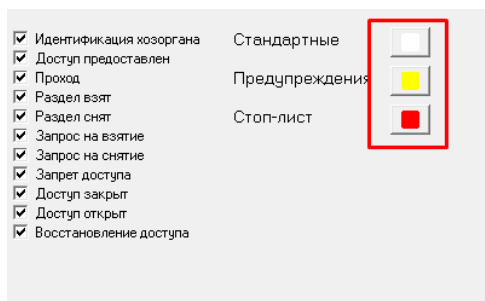 Идентификация хозоргана
Доступ предоставлен
Проход
Раздел взят
Раздел снят
Запрос на взятие
Запрос на снятие
Запрет доступа
Доступ закрыт
Доступ открыт
Восстановление доступа
Стандартные
Предупреждения
Стоп-лист